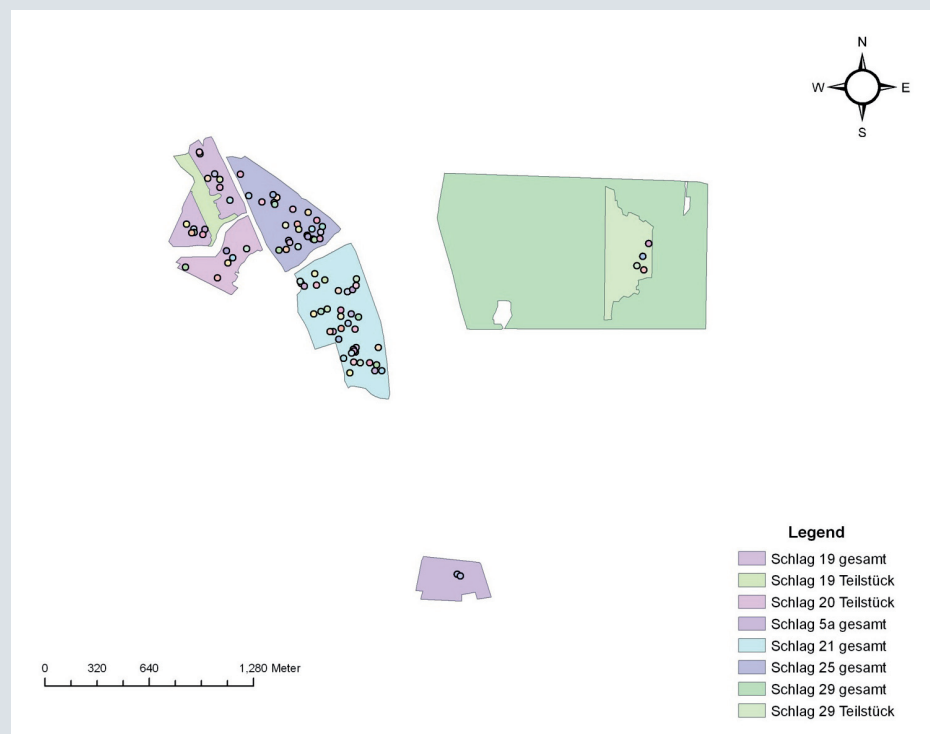 N
W E
S
Legend
Schlag 19 gesamt
Schlag 19 Teilstück
Schlag 20 Teilstück
Schlag 5a gesamt
Schlag 21 gesamt
Schlag 25 gesamt
Schlag 29 gesamt
Schlag 29 Teilstück
0 320 640 1,280 Meter